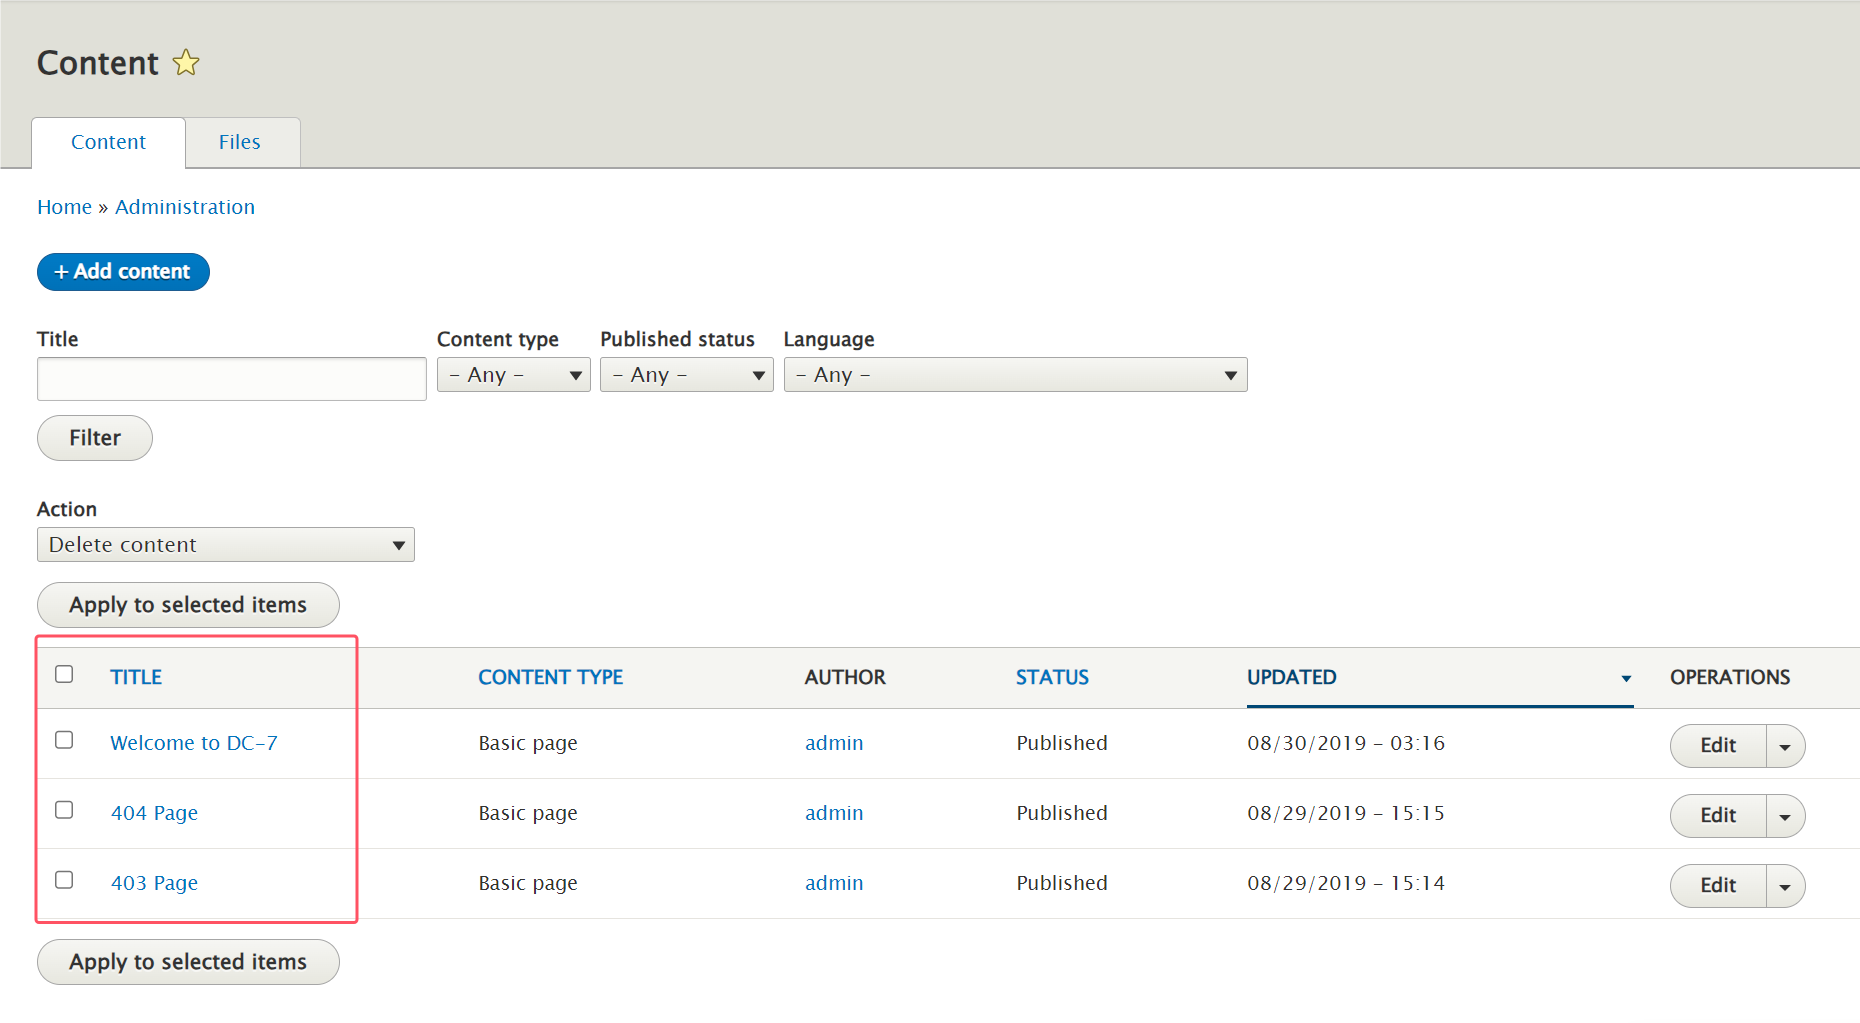 Content
Content Files
Home » Administration
+ Add content
Title Content type Published status Language
– Any – – Any – – Any –
Filter
Action
Delete content
Apply to selected items
TITLE CONTENT TYPE AUTHOR STATUS UPDATED OPERATIONS
Welcome to DC-7 Basic page admin Published 08/30/2019 – 03:16 Edit
404 Page Basic page admin Published 08/29/2019 – 15:15 Edit
403 Page Basic page admin Published 08/29/2019 – 15:14 Edit
Apply to selected items